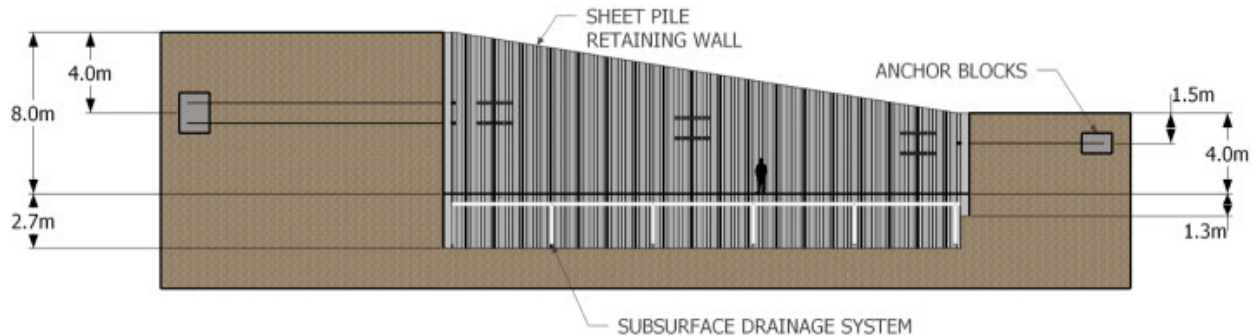 SHEET PILE
RETAINING WALL
ANCHOR BLOCKS
4.0m
8.0m
2.7m
1.5m
4.0m
1.3m
SUBSURFACE DRAINAGE SYSTEM